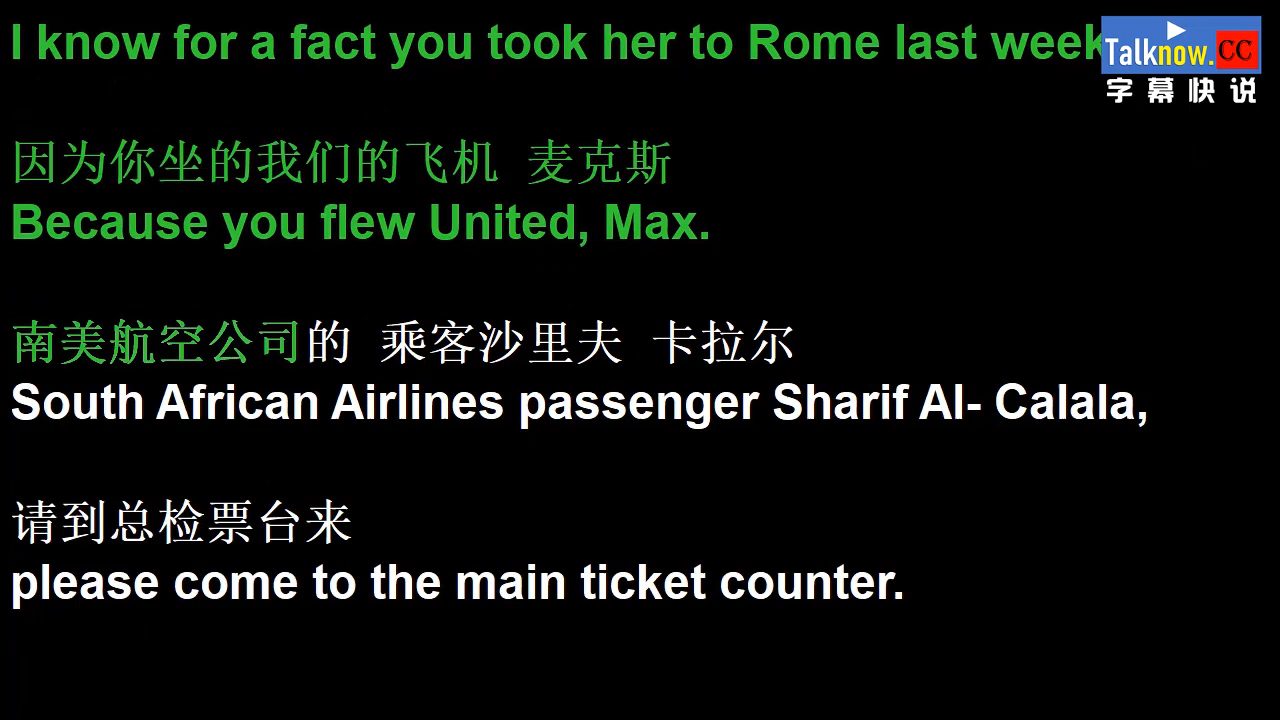 I know for a fact you took her to Rome last week
Talknow.CC
字幕快说
因为你坐的我们的飞机 麦克斯
Because you flew United, Max.
南美航空公司的 乘客沙里夫 卡拉尔
South African Airlines passenger Sharif Al- Calala,
请到总检票台来
please come to the main ticket counter.